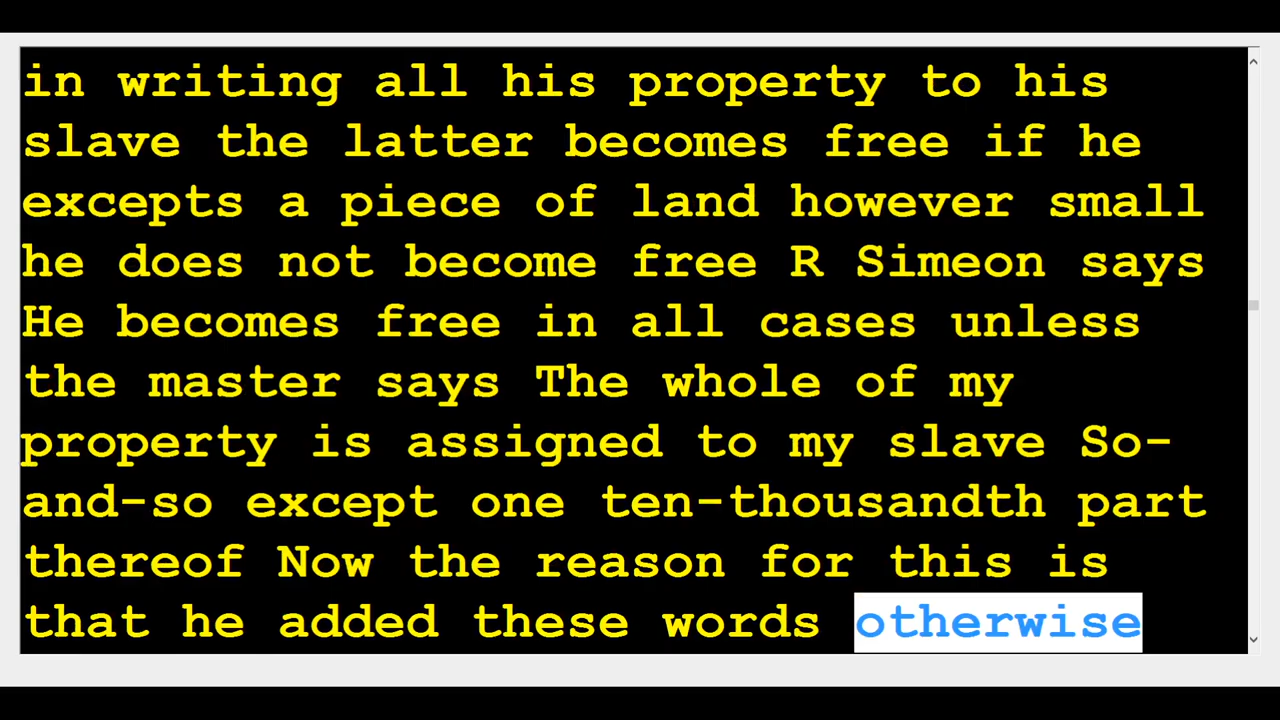 in writing all his property to his
slave the latter becomes free if he
excepts a piece of land however small
he does not become free R Simeon says
He becomes free in all cases unless
the master says The whole of my
property is assigned to my slave So-
and-so except one ten-thousandth part
thereof Now the reason for this is
that he added these words otherwise